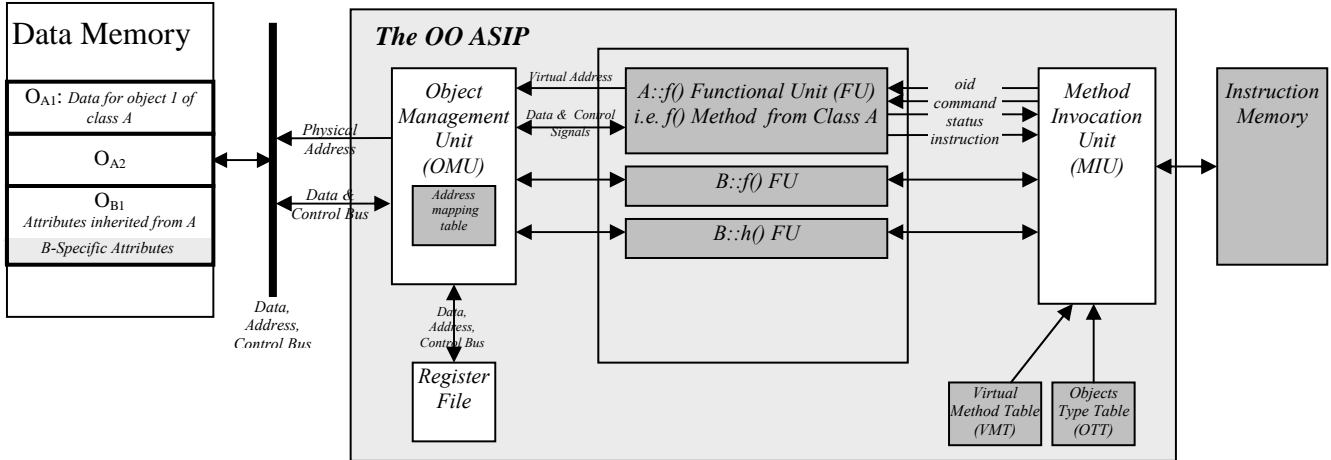 Data Memory
O_A1: Data for object 1 of
class A
O_A2
O_B1
Attributes inherited from A
B-Specific Attributes
Data,
Address,
Control Bus
Physical
Address
Data &
Control Bus
The OO ASIP
Object
Management
Unit
(OMU)
Address
mapping
table
Data,
Address,
Control Bus
Register
File
Virtual Address
Data & Control
Signals
A::f() Functional Unit (FU)
i.e. f() Method from Class A
B::f() FU
B::h() FU
oid
command
status
instruction
Method
Invocation
Unit
(MIU)
Virtual
Method Table
(VMT)
Objects
Type Table
(OTT)
Instruction
Memory